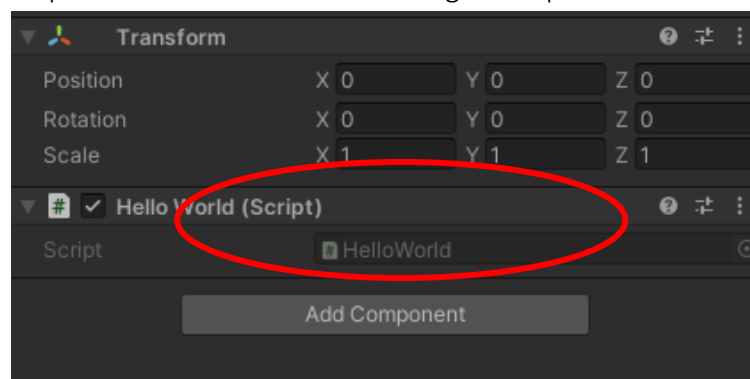 Transform
Position X 0 Y 0 Z 0
Rotation X 0 Y 0 Z 0
Scale X 1 Y 1 Z 1
# Hello World (Script)
Script # HelloWorld
Add Component